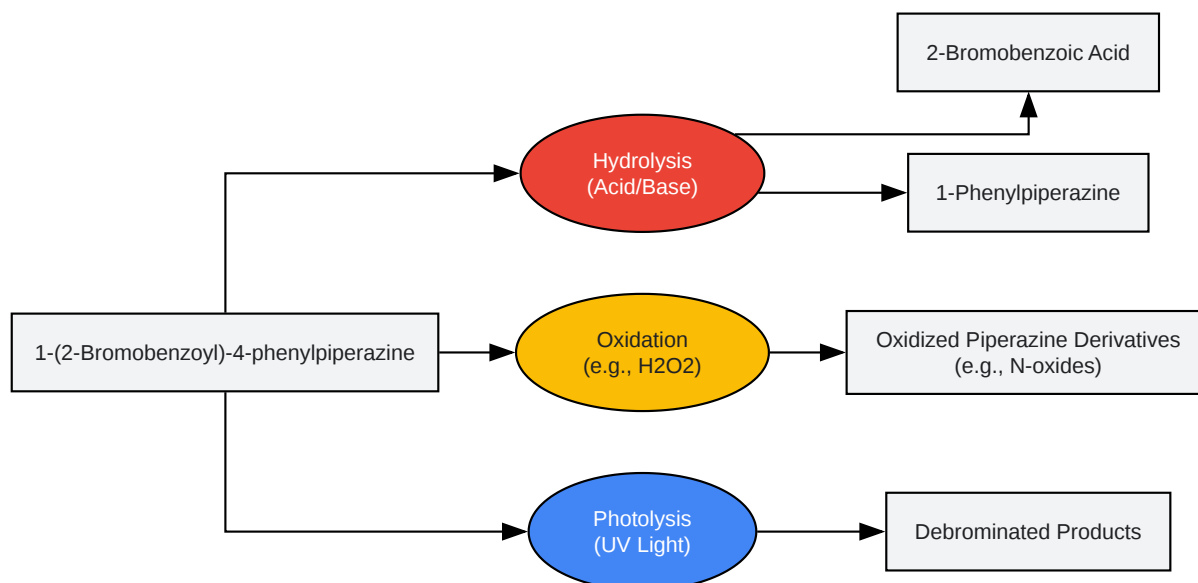 2-Bromobenzoic Acid
Hydrolysis
(Acid/Base)
1-Phenylpiperazine
1-(2-Bromobenzoyl)-4-phenylpiperazine
Oxidation
(e.g., H2O2)
Oxidized Piperazine Derivatives
(e.g., N-oxides)
Photolysis
(UV Light)
Debrominated Products